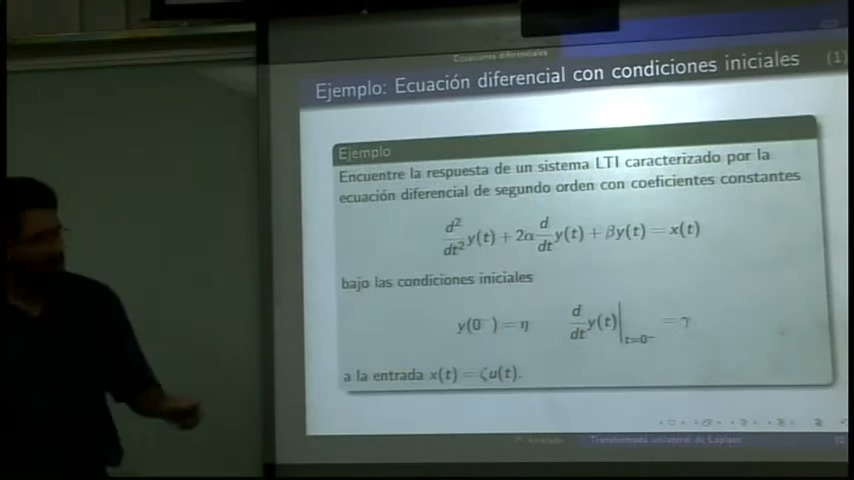 Ecuaciones diferenciales
Ejemplo: Ecuación diferencial con condiciones iniciales (1)
Ejemplo
Encuentre la respuesta de un sistema LTI caracterizado por la
ecuación diferencial de segundo orden con coeficientes constantes
d²/dt² y(t) + 2α d/dt y(t) + βy(t) = x(t)
bajo las condiciones iniciales
y(0⁻) = η d/dt y(t)|t=0⁻ = γ
a la entrada x(t) = ζu(t).
P. Alvarado Transformada unilateral de Laplace